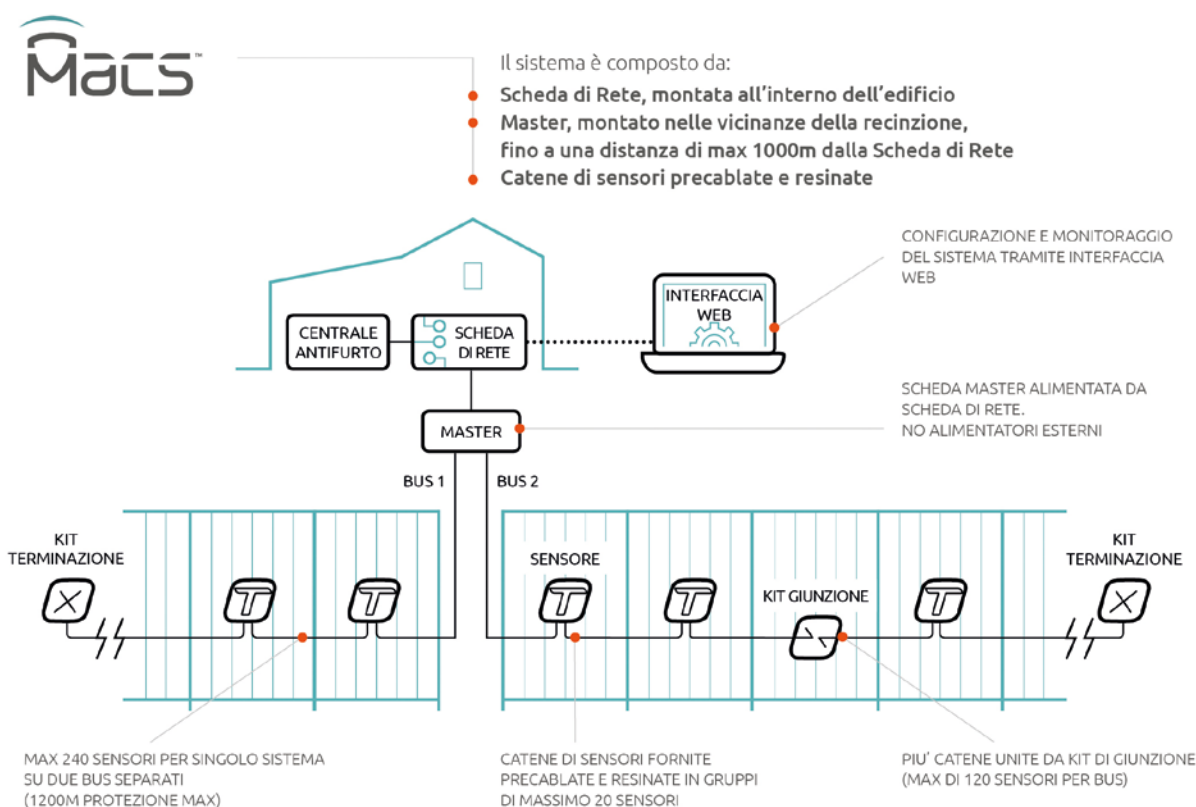 Macs™
Il sistema è composto da:
Scheda di Rete, montata all'interno dell'edificio
Master, montato nelle vicinanze della recinzione,
fino a una distanza di max 1000m dalla Scheda di Rete
Catene di sensori precablate e resinate
CONFIGURAZIONE E MONITORAGGIO
DEL SISTEMA TRAMITE INTERFACCIA
WEB
INTERFACCIA
WEB
CENTRALE
ANTIFURTO
SCHEDA
DI RETE
SCHEDA MASTER ALIMENTATA DA
SCHEDA DI RETE.
NO ALIMENTATORI ESTERNI
MASTER
BUS 1
BUS 2
KIT
TERMINAZIONE
SENSORE
KIT GIUNZIONE
KIT
TERMINAZIONE
T
T
T
T
T
MAX 240 SENSORI PER SINGOLO SISTEMA
SU DUE BUS SEPARATI
(1200M PROTEZIONE MAX)
CATENE DI SENSORI FORNITE
PRECABLATE E RESINATE IN GRUPPI
DI MASSIMO 20 SENSORI
PIU' CATENE UNITE DA KIT DI GIUNZIONE
(MAX DI 120 SENSORI PER BUS)